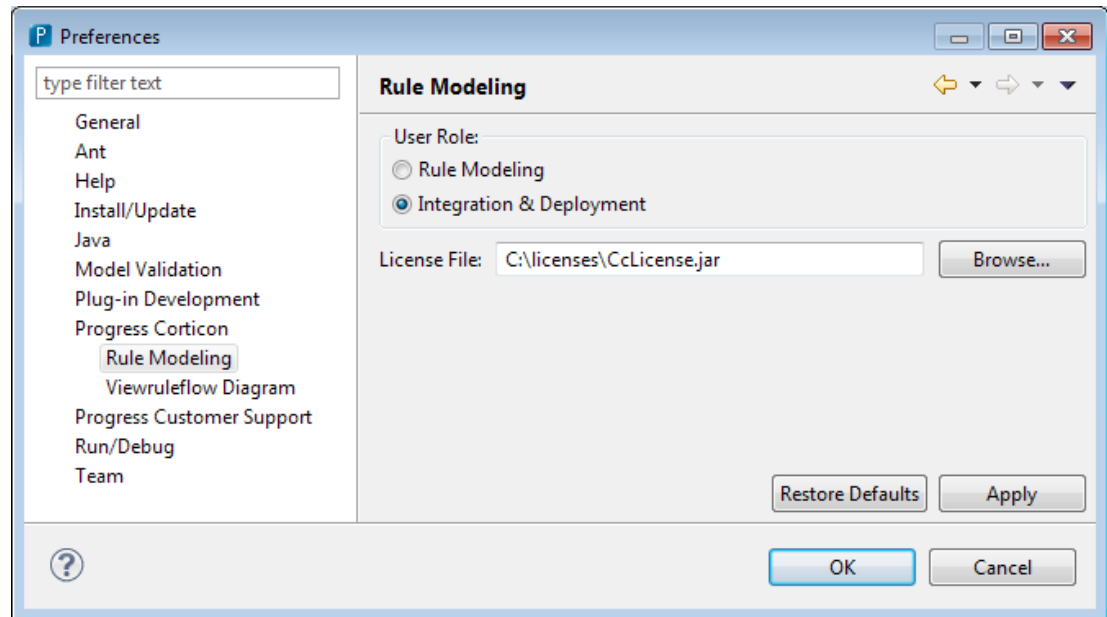 Preferences
type filter text
General
Ant
Help
Install/Update
Java
Model Validation
Plug-in Development
Progress Corticon
Rule Modeling
Viewruleflow Diagram
Progress Customer Support
Run/Debug
Team
Rule Modeling
User Role:
Rule Modeling
Integration & Deployment
License File: C:\licenses\CcLicense.jar Browse...
Restore Defaults Apply
? OK Cancel